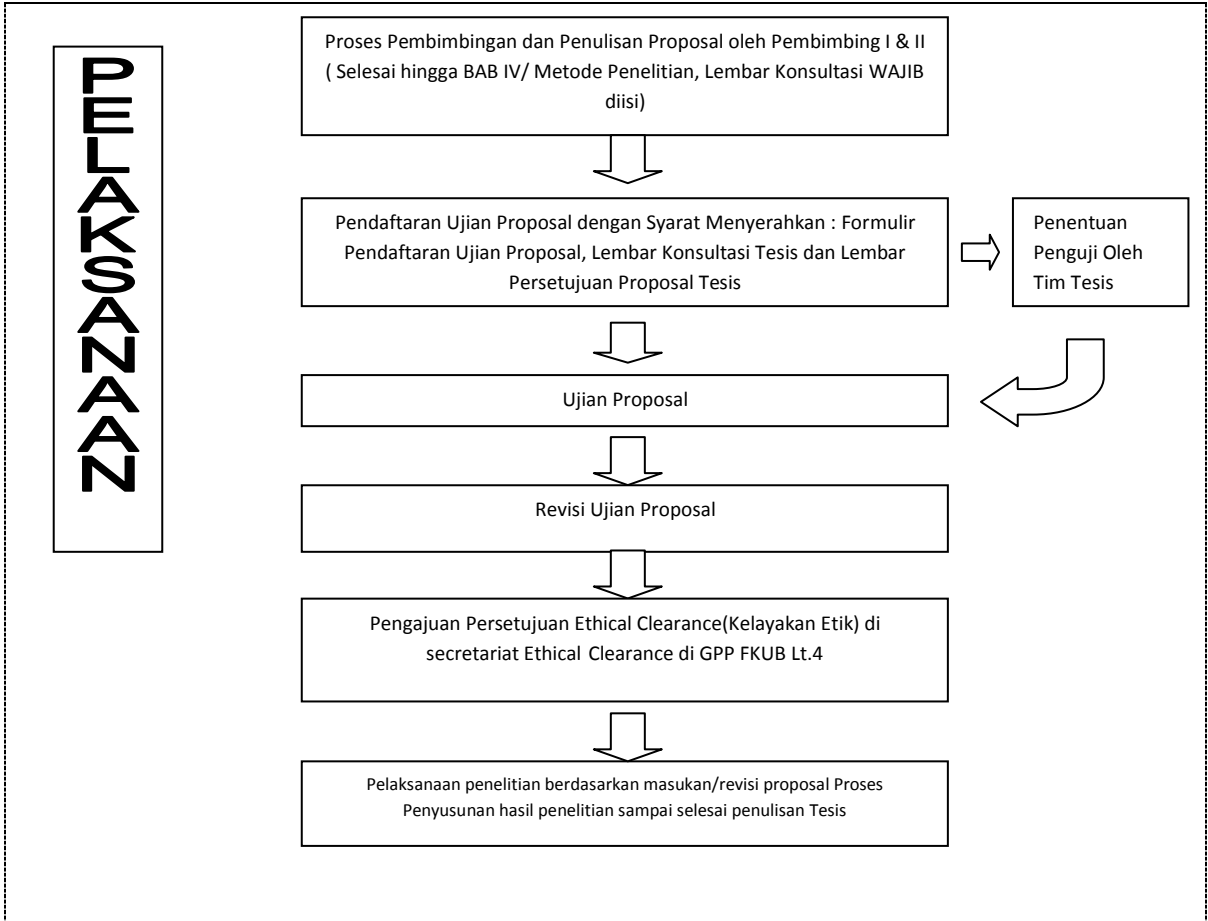 PELAKSANAAN
Proses Pembimbingan dan Penulisan Proposal oleh Pembimbing I & II
( Selesai hingga BAB IV/ Metode Penelitian, Lembar Konsultasi WAJIB
diisi)
Pendaftaran Ujian Proposal dengan Syarat Menyerahkan : Formulir
Pendaftaran Ujian Proposal, Lembar Konsultasi Tesis dan Lembar
Persetujuan Proposal Tesis
Penentuan
Penguji Oleh
Tim Tesis
Ujian Proposal
Revisi Ujian Proposal
Pengajuan Persetujuan Ethical Clearance(Kelayakan Etik) di
secretariat Ethical Clearance di GPP FKUB Lt.4
Pelaksanaan penelitian berdasarkan masukan/revisi proposal Proses
Penyusunan hasil penelitian sampai selesai penulisan Tesis